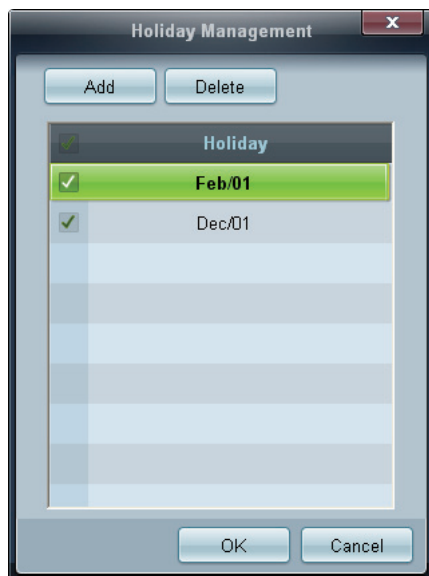 Holiday Management
x
Add Delete
Holiday
Feb/01
Dec/01
OK Cancel